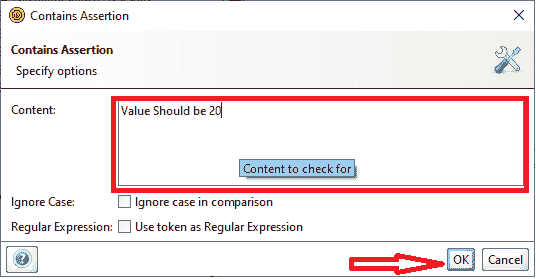 Contains Assertion
Contains Assertion
Specify options
Content:
Value Should be 20
Content to check for
Ignore Case:
Ignore case in comparison
Regular Expression:
Use token as Regular Expression
?
OK
Cancel